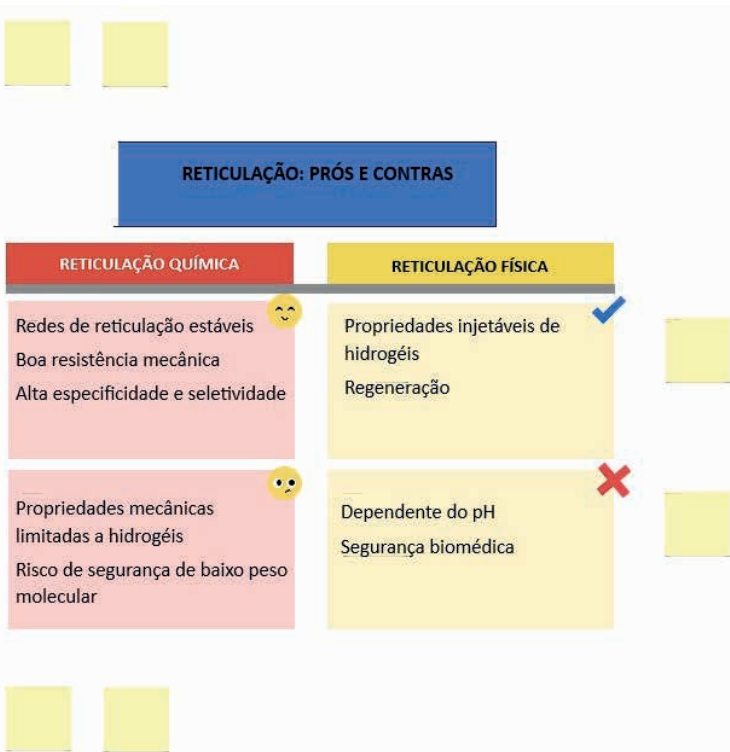 RETICULAÇÃO: PRÓS E CONTRAS
RETICULAÇÃO QUÍMICA
Redes de reticulação estáveis
Boa resistência mecânica
Alta especificidade e seletividade
Propriedades mecânicas
limitadas a hidrogéis
Risco de segurança de baixo peso
molecular
RETICULAÇÃO FÍSICA
Propriedades injetáveis de
hidrogéis
Regeneração
Dependente do pH
Segurança biomédica